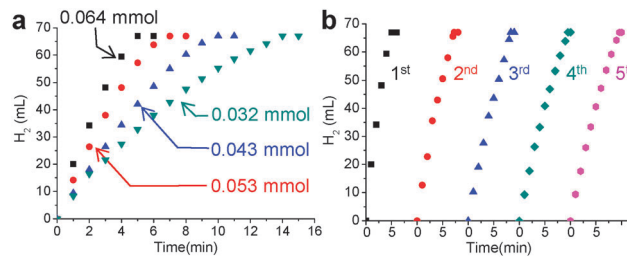 a
H₂ (mL)
70
60
50
40
30
20
10
0
0.064 mmol
0.032 mmol
0.043 mmol
0.053 mmol
0 2 4 6 8 10 12 14 16
Time(min)
b
H₂ (mL)
70
60
50
40
30
20
10
0
1st 2nd 3rd 4th
0 5 0 5 0 5 0 5 0 5 10
Time(min) Time(min)